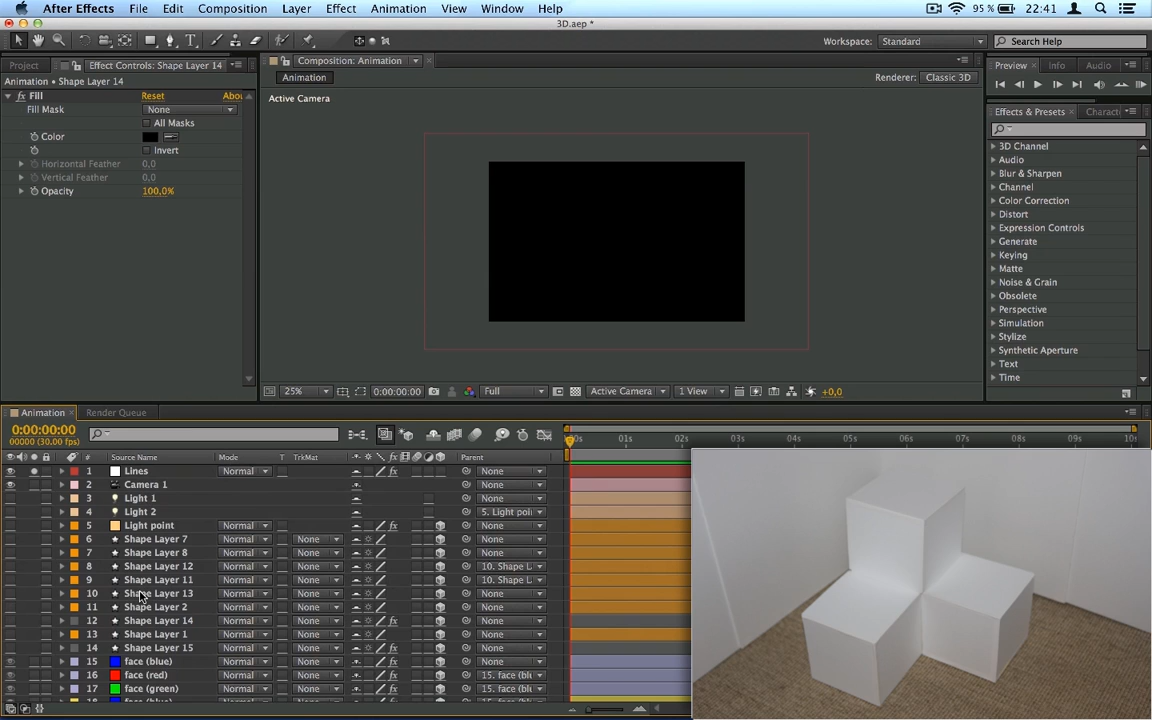 After Effects File Edit Composition Layer Effect Animation View Window Help 95 % 22:41
3D.aep *
Workspace: Standard Search Help
Project Effect Controls: Shape Layer 14 Composition: Animation Preview Info Audio
Animation • Shape Layer 14 Animation Renderer: Classic 3D
fx Fill Reset Abou
Fill Mask None
All Masks
Color
Invert
Horizontal Feather 0,0
Vertical Feather 0,0
Opacity 100,0%
Active Camera
Effects & Presets Charact
3D Channel
Audio
Blur & Sharpen
Channel
Color Correction
Distort
Expression Controls
Generate
Keying
Matte
Noise & Grain
Obsolete
Perspective
Simulation
Stylize
Synthetic Aperture
Text
Time
25% 0:00:00:00 Full Active Camera 1 View +0,0
Animation Render Queue
0:00:00:00
00000 (30.00 fps)
00s 01s 02s 03s 04s 05s 06s 07s 08s 09s 10s
# Source Name Mode T TrkMat fx Parent
1 Lines Normal fx None
2 Camera 1 None
3 Light 1 None
4 Light 2 5. Light poi
5 Light point Normal fx None
6 Shape Layer 7 Normal None None
7 Shape Layer 8 Normal None None
8 Shape Layer 12 Normal None 10. Shape L
9 Shape Layer 11 Normal None 10. Shape L
10 Shape Layer 13 Normal None None
11 Shape Layer 2 Normal None None
12 Shape Layer 14 Normal None fx None
13 Shape Layer 1 Normal None None
14 Shape Layer 15 Normal None fx None
15 face (blue) Normal None None
16 face (red) Normal None 15. face (bl
17 face (green) Normal None 15. face (bl